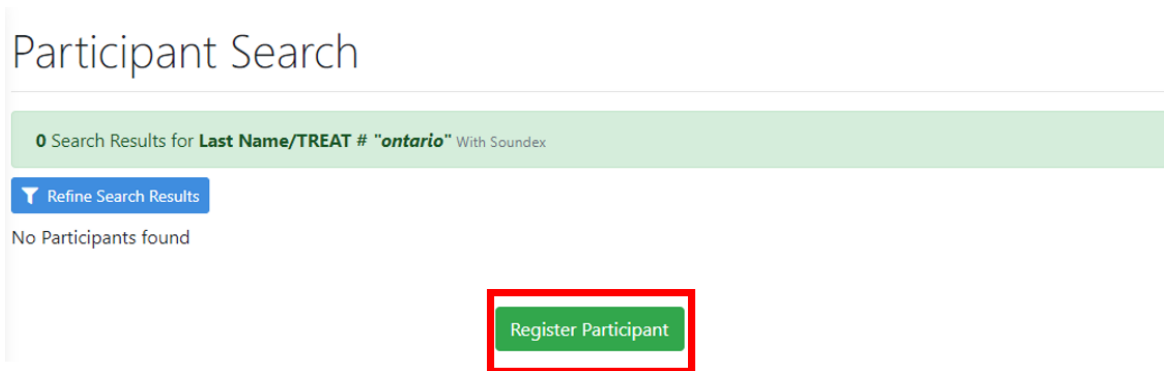 Participant Search
0 Search Results for Last Name/TREAT # "ontario" With Soundex
Refine Search Results
No Participants found
Register Participant